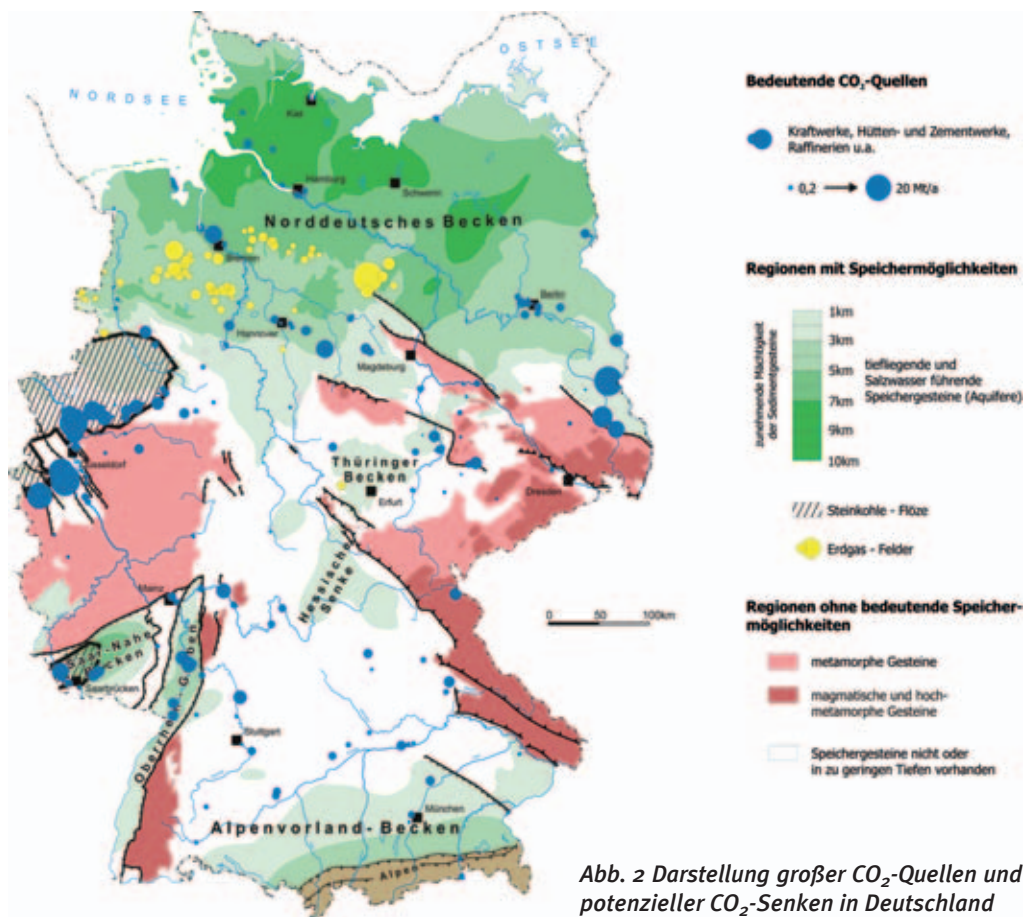 OSTSEE
NORDSEE
Kiel
Hamburg
Schwerin
Norddeutsches Becken
Bremen
Berlin
Hannover
Magdeburg
Düsseldorf
Thüringer
Becken
Erfurt
Dresden
Hessische
Senke
Mainz
Saar-Nahe
Becken
Saarbrücken
Oberrhein-Graben
Stuttgart
München
Alpenvorland-Becken
Alpen
0 50 100km
Bedeutende CO₂-Quellen
Kraftwerke, Hütten- und Zementwerke,
Raffinerien u.a.
0,2 → 20 Mt/a
Regionen mit Speichermöglichkeiten
zunehmende Mächtigkeit
der Sedimentgesteine
1km
3km
5km
7km
9km
10km
tiefliegende und
Salzwasser führende
Speichergesteine (Aquifere)
Steinkohle - Flöze
Erdgas - Felder
Regionen ohne bedeutende Speicher-
möglichkeiten
metamorphe Gesteine
magmatische und hoch-
metamorphe Gesteine
Speichergesteine nicht oder
in zu geringen Tiefen vorhanden
Abb. 2 Darstellung großer CO₂-Quellen und
potenzieller CO₂-Senken in Deutschland